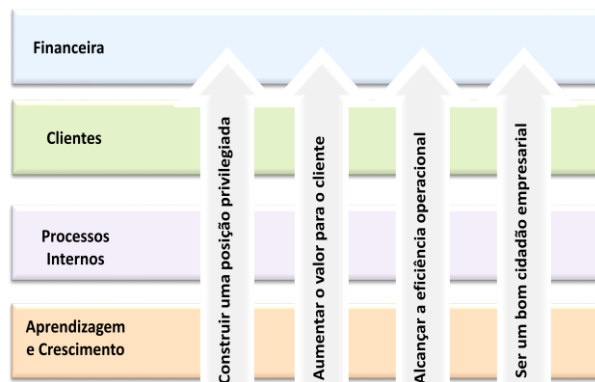 Financeira
Clientes
Processos
Internos
Aprendizagem
e Crescimento
Construir uma posição privilegiada
Aumentar o valor para o cliente
Alcançar a eficiência operacional
Ser um bom cidadão empresarial